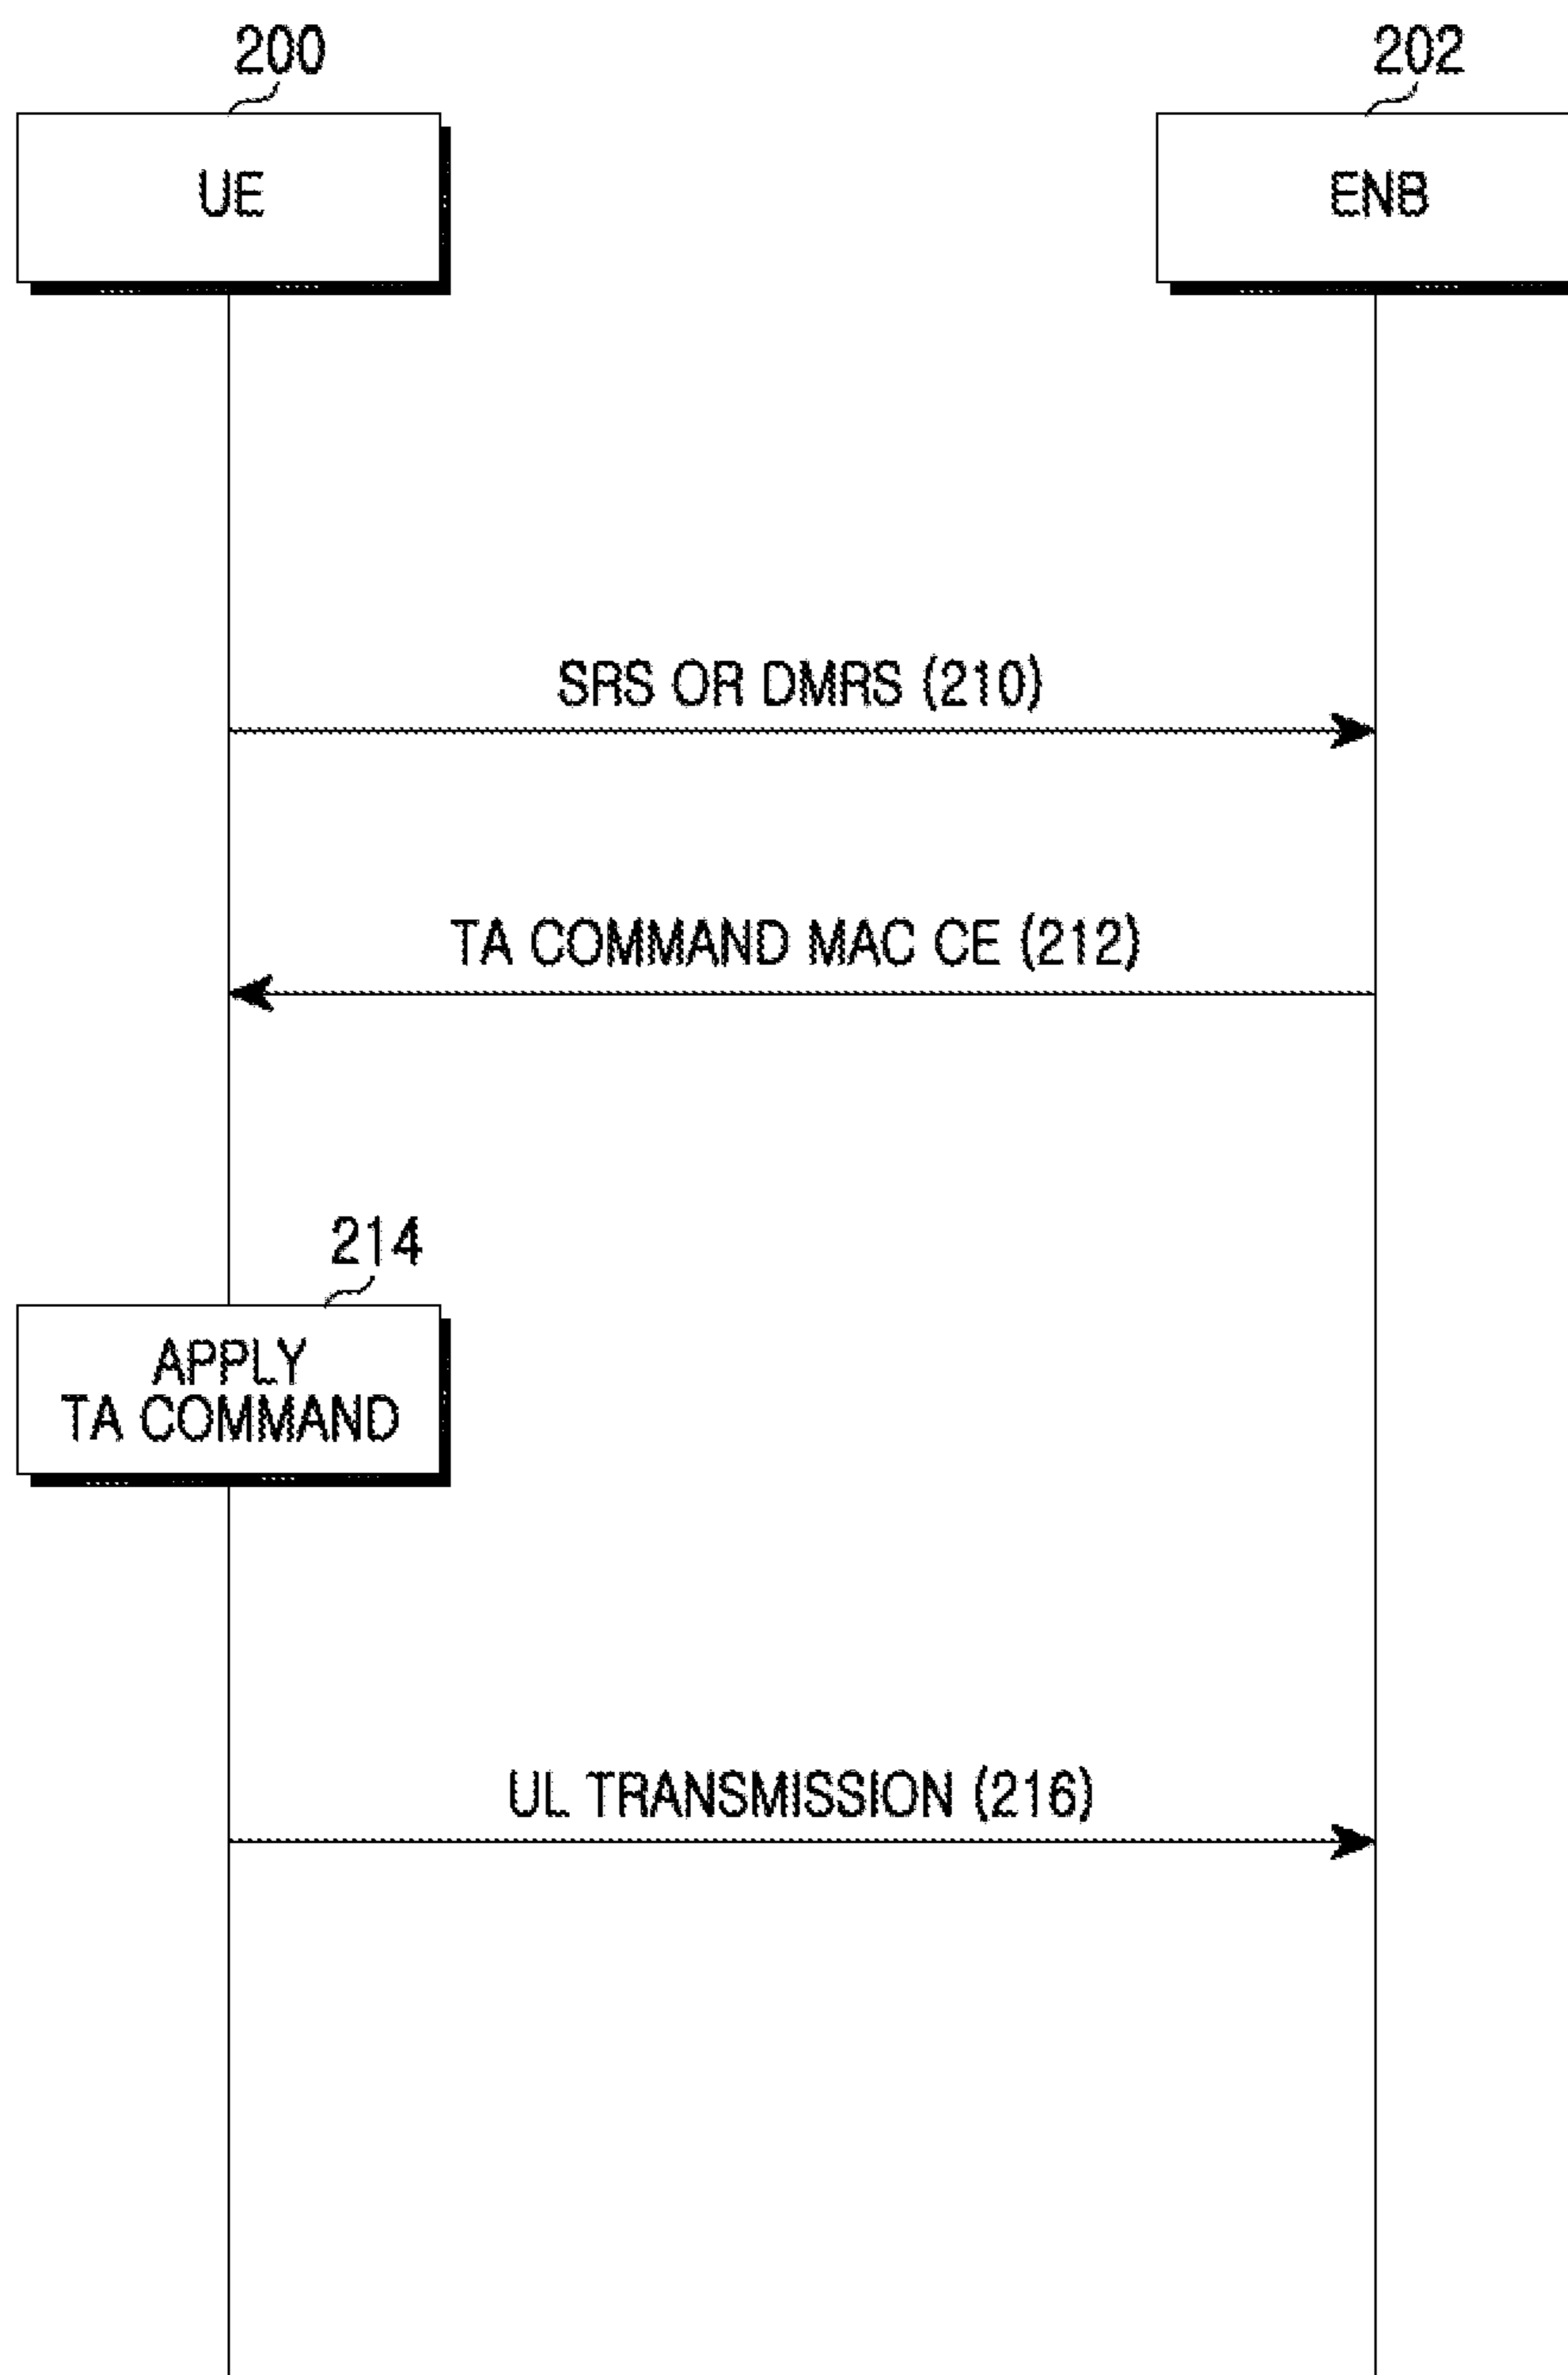 200
202
UE
ENB
SRS OR DMRS (210)
TA COMMAND MAC CE (212)
214
APPLY
TA COMMAND
UL TRANSMISSION (216)